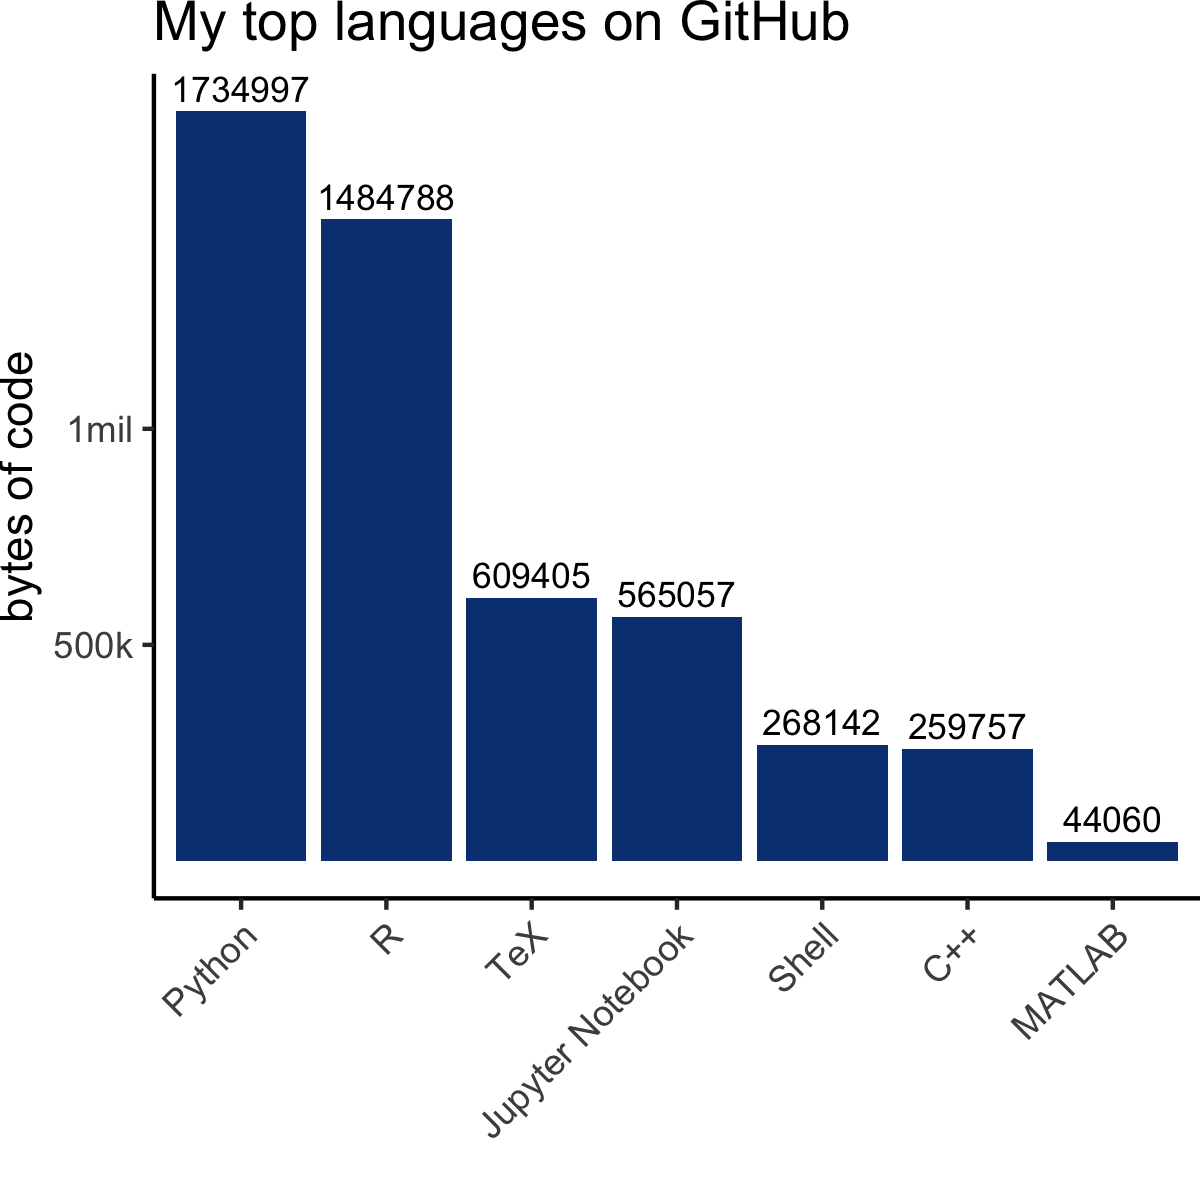 My top languages on GitHub
1734997
1484788
609405
565057
268142
259757
44060
bytes of code
1mil
500k
Python
R
TeX
Jupyter Notebook
Shell
C++
MATLAB